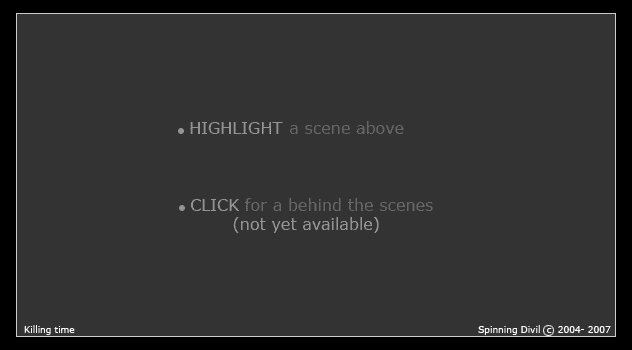 • HIGHLIGHT a scene above
• CLICK for a behind the scenes
(not yet available)
Killing time
Spinning Divil © 2004- 2007